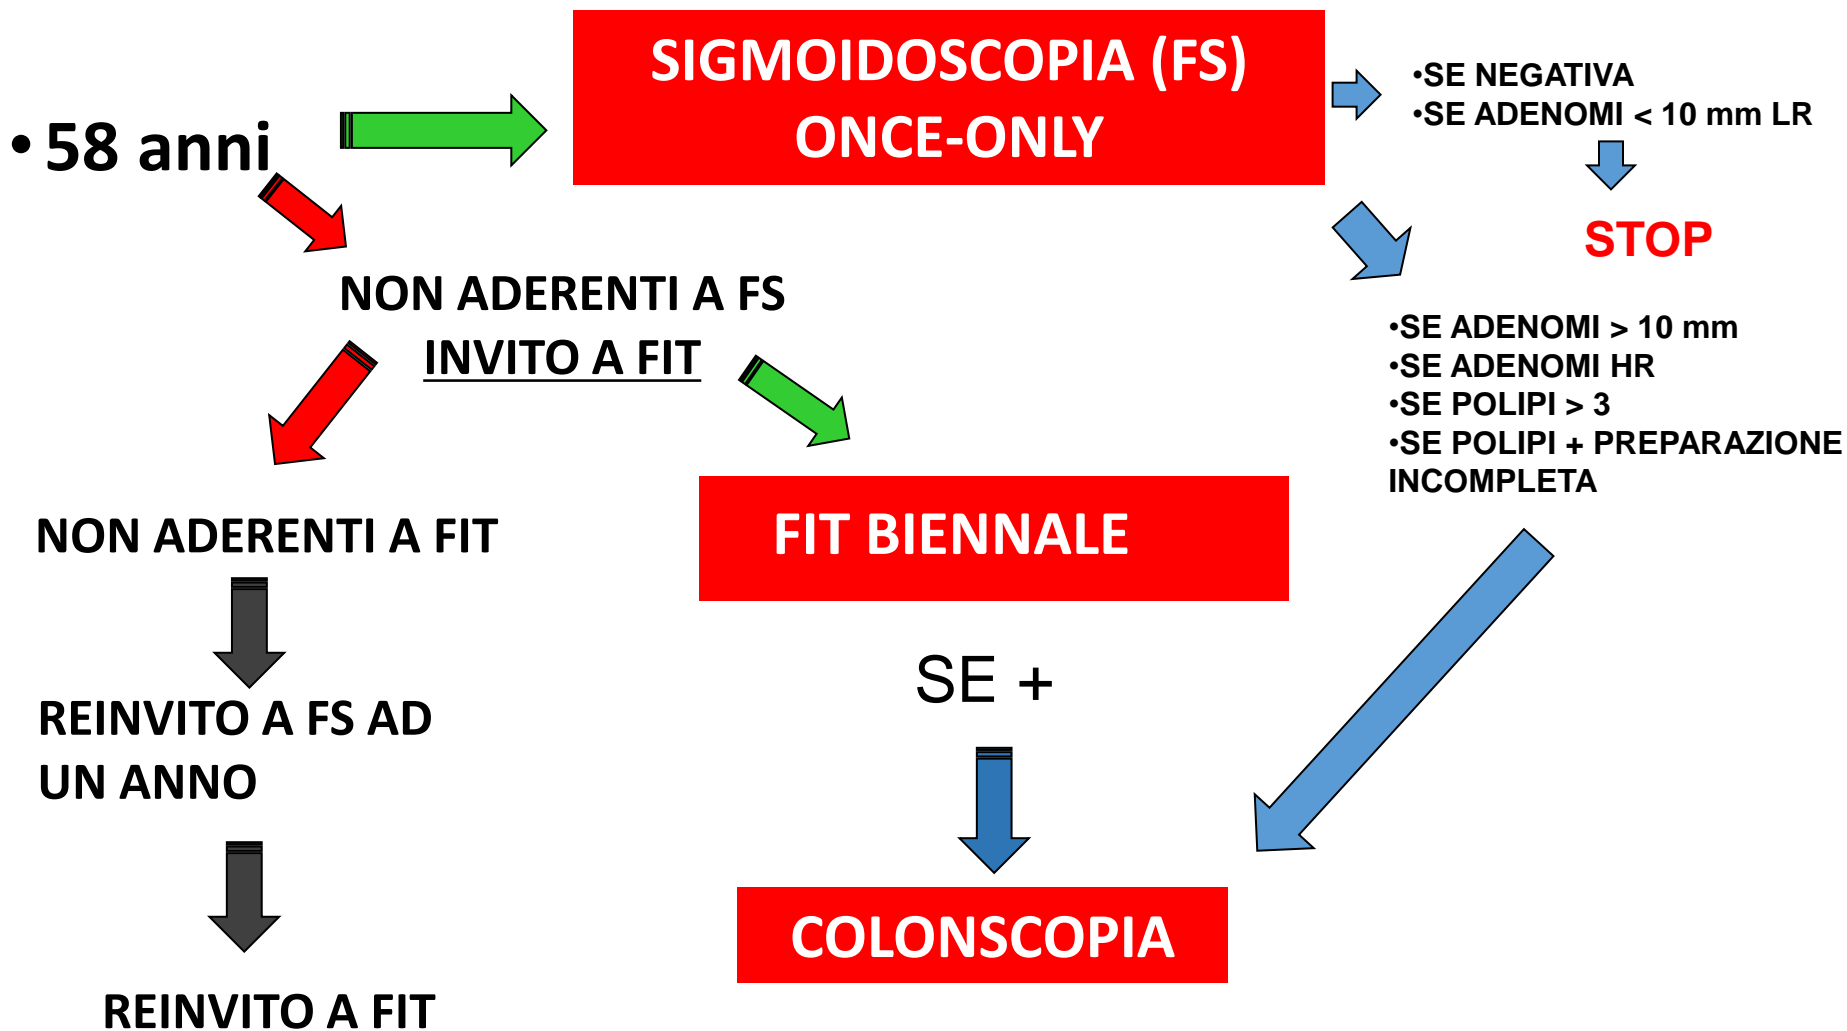 SIGMOIDOSCOPIA (FS)
ONCE-ONLY
• 58 anni
•SE NEGATIVA
•SE ADENOMI < 10 mm LR
STOP
NON ADERENTI A FS
INVITO A FIT
•SE ADENOMI > 10 mm
•SE ADENOMI HR
•SE POLIPI > 3
•SE POLIPI + PREPARAZIONE
INCOMPLETA
NON ADERENTI A FIT
FIT BIENNALE
SE +
REINVITO A FS AD
UN ANNO
COLONSCOPIA
REINVITO A FIT